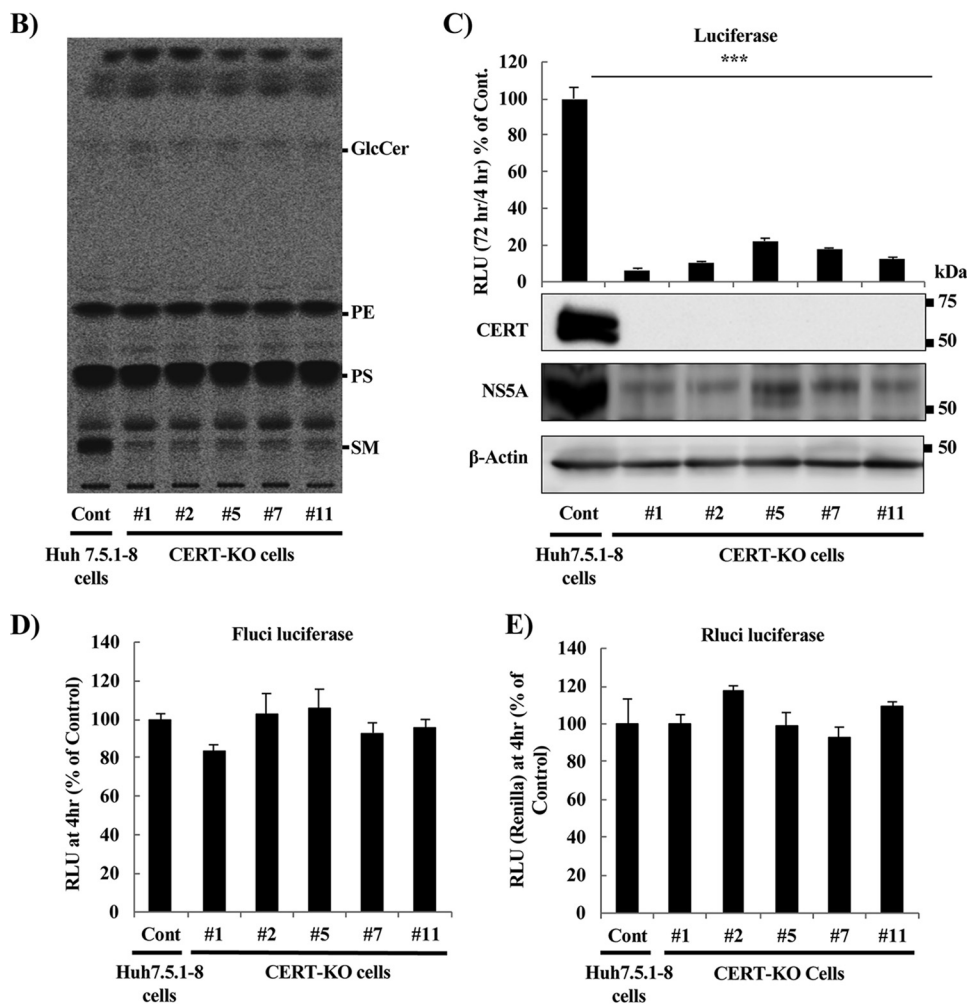 B)
GlcCer
PE
PS
SM
Cont #1 #2 #5 #7 #11
Huh 7.5.1-8 CERT-KO cells
cells
C)
Luciferase
***
RLU (72 hr/4 hr) % of Cont.
120
100
80
60
40
20
0
kDa
CERT
75
50
NS5A
50
β-Actin
50
Cont #1 #2 #5 #7 #11
Huh7.5.1-8 CERT-KO cells
cells
D)
Fluci luciferase
RLU at 4hr (% of Control)
140
120
100
80
60
40
20
0
Cont #1 #2 #5 #7 #11
Huh7.5.1-8 CERT-KO cells
cells
E)
Rluci luciferase
RLU (Renilla) at 4hr (% of
Control)
140
120
100
80
60
40
20
0
Cont #1 #2 #5 #7 #11
Huh7.5.1-8 CERT-KO Cells
cells